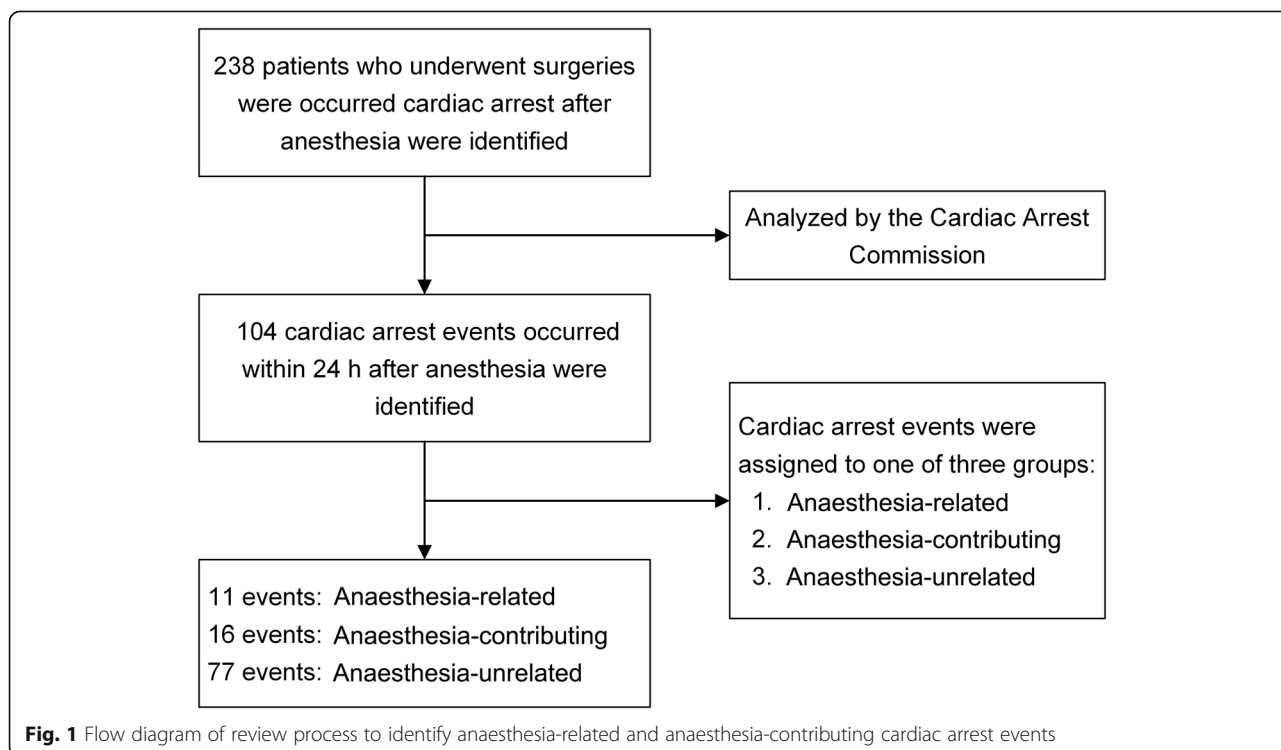 238 patients who underwent surgeries
were occurred cardiac arrest after
anesthesia were identified
Analyzed by the Cardiac Arrest
Commission
104 cardiac arrest events occurred
within 24 h after anesthesia were
identified
Cardiac arrest events were
assigned to one of three groups:
1. Anaesthesia-related
2. Anaesthesia-contributing
3. Anaesthesia-unrelated
11 events: Anaesthesia-related
16 events: Anaesthesia-contributing
77 events: Anaesthesia-unrelated
Fig. 1 Flow diagram of review process to identify anaesthesia-related and anaesthesia-contributing cardiac arrest events